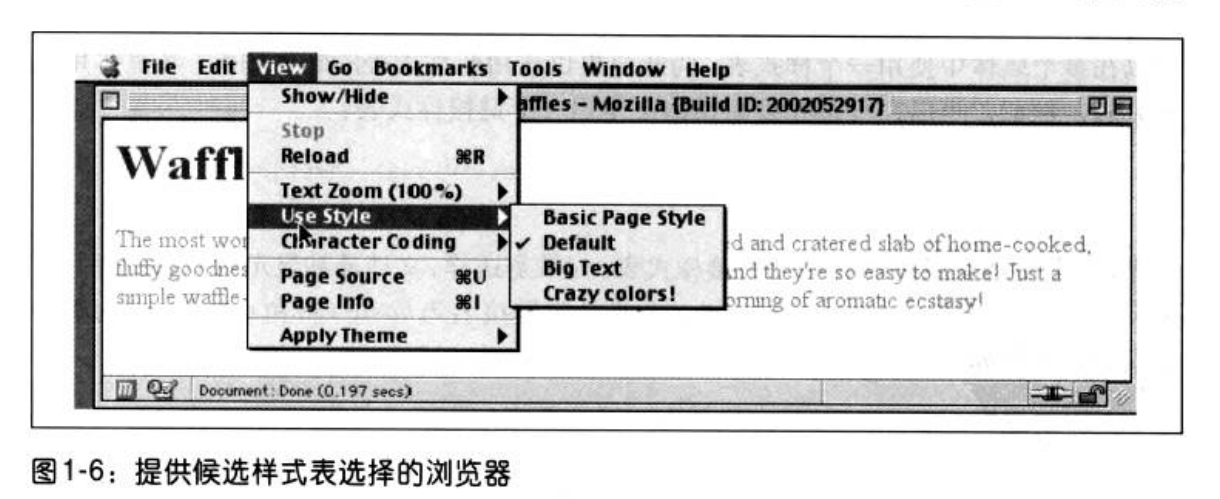 File Edit View Go Bookmarks Tools Window Help
affles - Mozilla {Build ID: 2002052917}
Show/Hide
Stop
Reload ⌘R
Text Zoom (100%)
Use Style
Character Coding
Page Source ⌘U
Page Info ⌘I
Apply Theme
Basic Page Style
✓ Default
Big Text
Crazy colors!
Waffl
The most wor ed and cratered slab of home-cooked,
fluffy goodnes And they're so easy to make! Just a
simple waffle- orning of aromatic ecstasy!
Document: Done (0.197 secs)
图1-6：提供候选样式表选择的浏览器